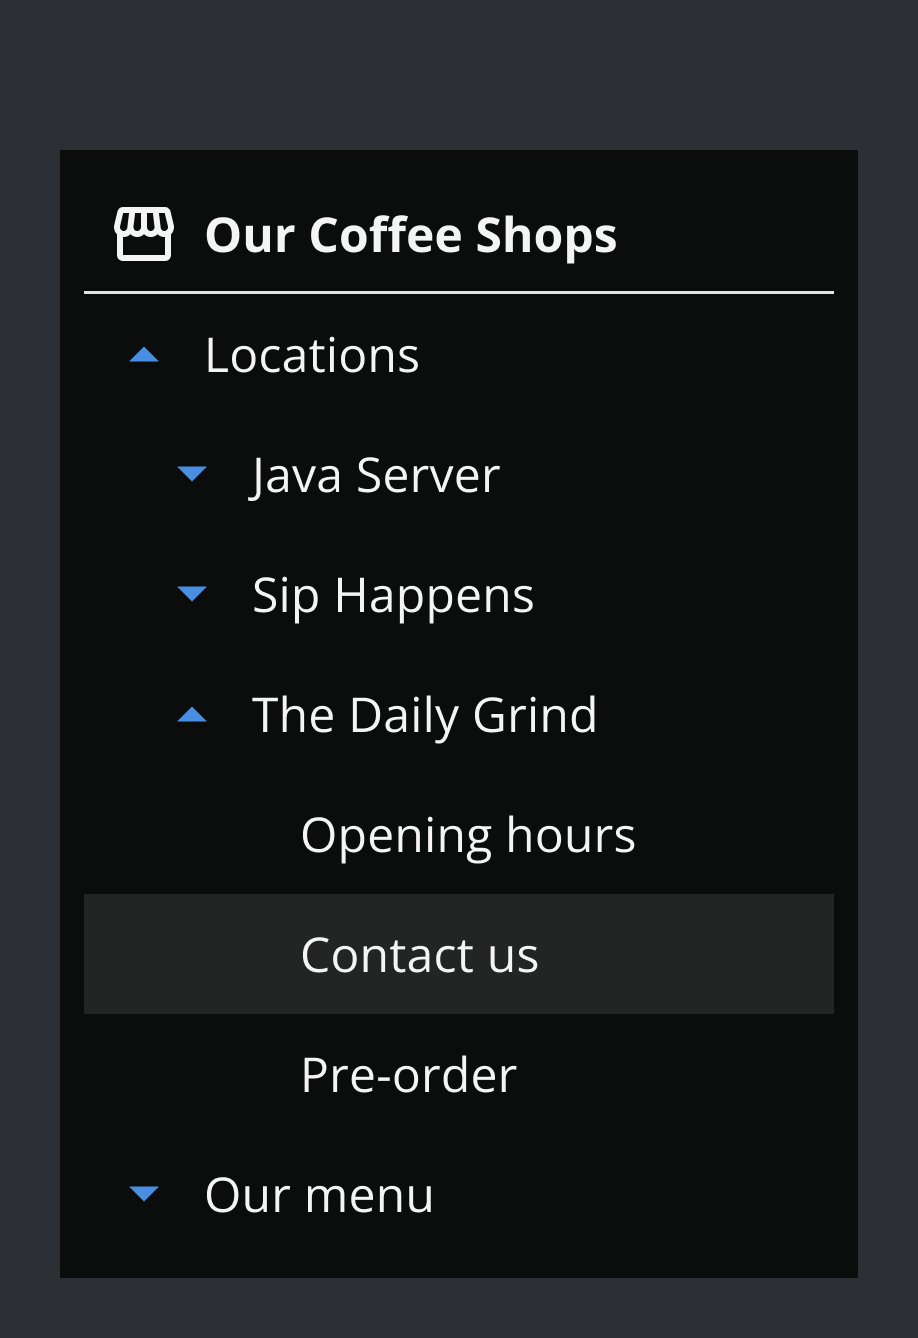 Our Coffee Shops
Locations
Java Server
Sip Happens
The Daily Grind
Opening hours
Contact us
Pre-order
Our menu